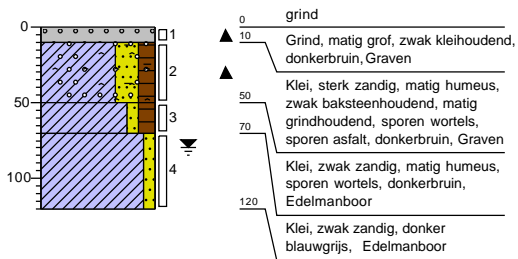 0
50
100
1
2
3
4
0
grind
10
Grind, matig grof, zwak kleihoudend,
donkerbruin, Graven
50
Klei, sterk zandig, matig humeus,
zwak baksteenhoudend, matig
grindhoudend, sporen wortels,
sporen asfalt, donkerbruin, Graven
70
Klei, zwak zandig, matig humeus,
sporen wortels, donkerbruin,
Edelmanboor
120
Klei, zwak zandig, donker
blauwgrijs, Edelmanboor